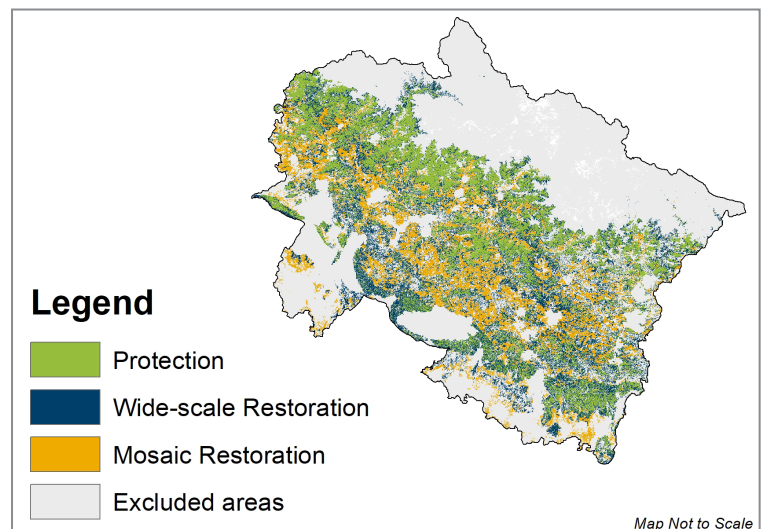 Legend
Protection
Wide-scale Restoration
Mosaic Restoration
Excluded areas
Map Not to Scale